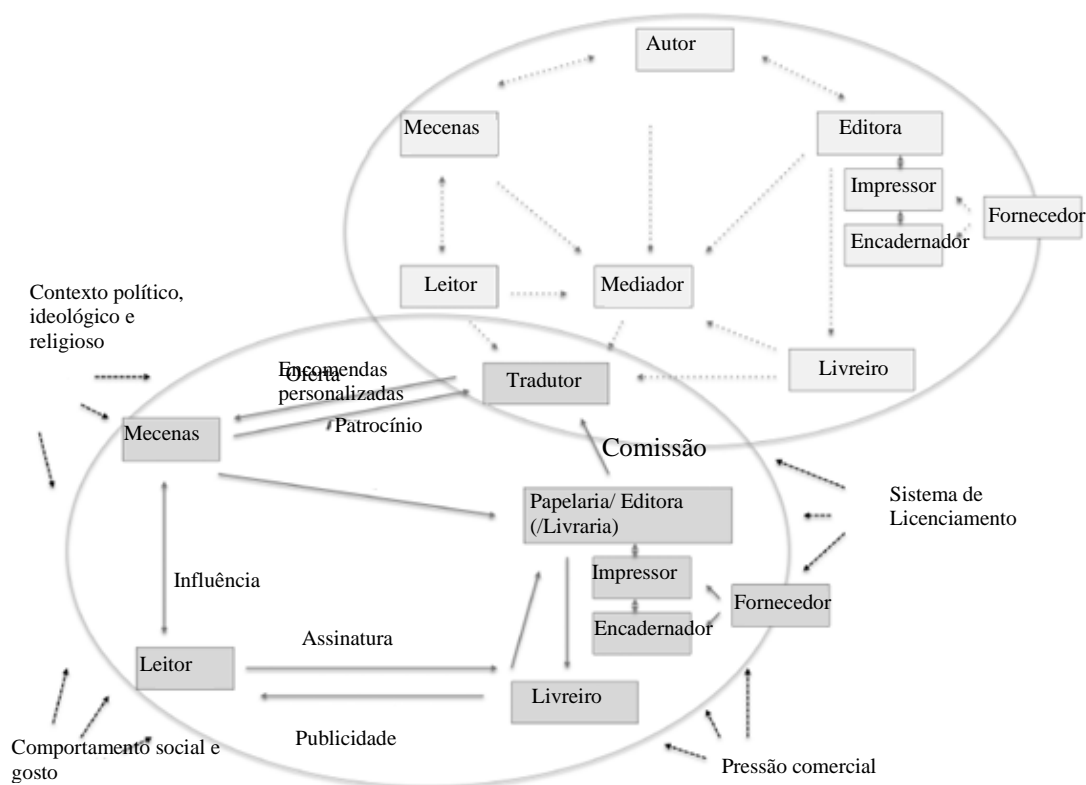 Autor
Mecenas
Editora
Impressor
Fornecedor
Encadernador
Leitor
Mediador
Contexto político,
ideológico e
religioso
Livreiro
Encomendas
personalizadas
Oferta
Tradutor
Mecenas
Patrocínio
Comissão
Papelaria/ Editora
(/Livraria)
Sistema de
Licenciamento
Influência
Impressor
Fornecedor
Encadernador
Assinatura
Leitor
Livreiro
Publicidade
Comportamento social e
gosto
Pressão comercial